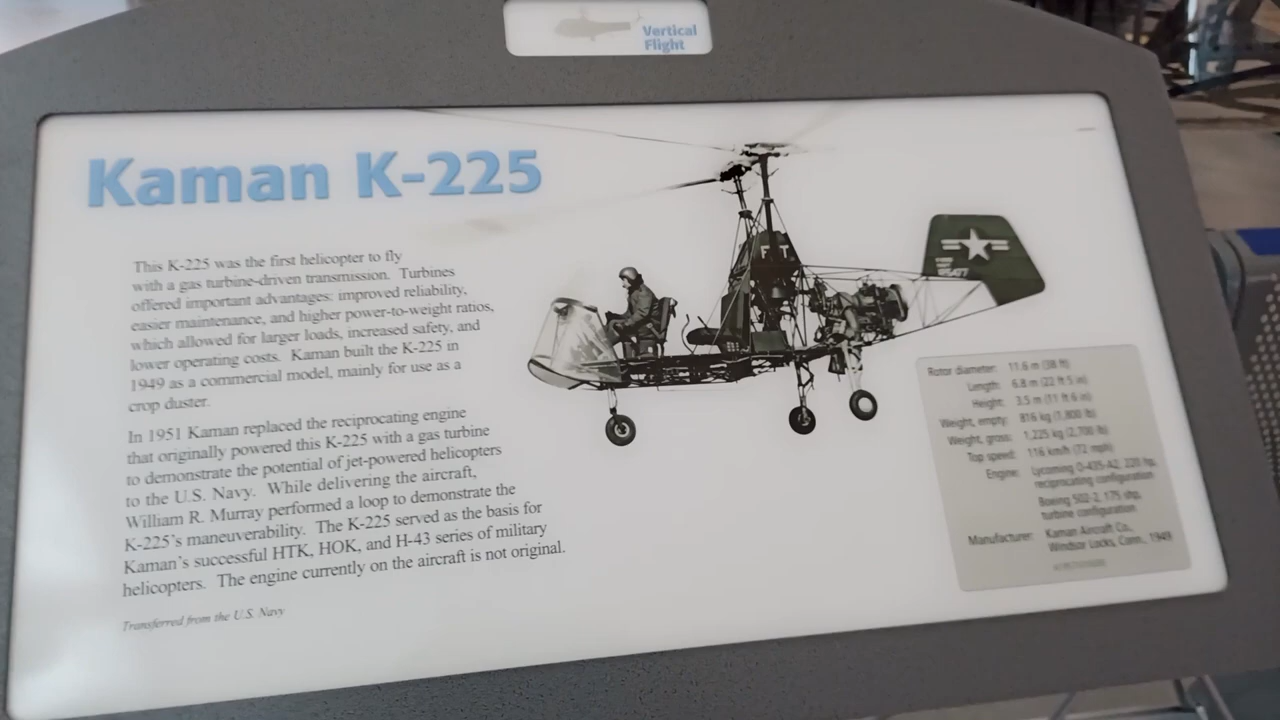 Vertical
Flight
Kaman K-225
This K-225 was the first helicopter to fly
with a gas turbine-driven transmission. Turbines
offered important advantages: improved reliability,
easier maintenance, and higher power-to-weight ratios,
which allowed for larger loads, increased safety, and
lower operating costs. Kaman built the K-225 in
1949 as a commercial model, mainly for use as a
crop duster.
In 1951 Kaman replaced the reciprocating engine
that originally powered this K-225 with a gas turbine
to demonstrate the potential of jet-powered helicopters
to the U.S. Navy. While delivering the aircraft,
William R. Murray performed a loop to demonstrate the
K-225's maneuverability. The K-225 served as the basis for
Kaman's successful HTK, HOK, and H-43 series of military
helicopters. The engine currently on the aircraft is not original.
Transferred from the U.S. Navy
F T
Rotor diameter: 11.6 m (38 ft)
Length: 6.8 m (22 ft 5 in)
Height: 3.5 m (11 ft 6 in)
Weight, empty: 816 kg (1,800 lb)
Weight, gross: 1,225 kg (2,700 lb)
Top speed: 116 km/h (72 mph)
Engine: Lycoming O-435-A2, 220 hp,
reciprocating configuration
Boeing 502-2, 175 shp,
turbine configuration
Manufacturer: Kaman Aircraft Co.,
Windsor Locks, Conn., 1949